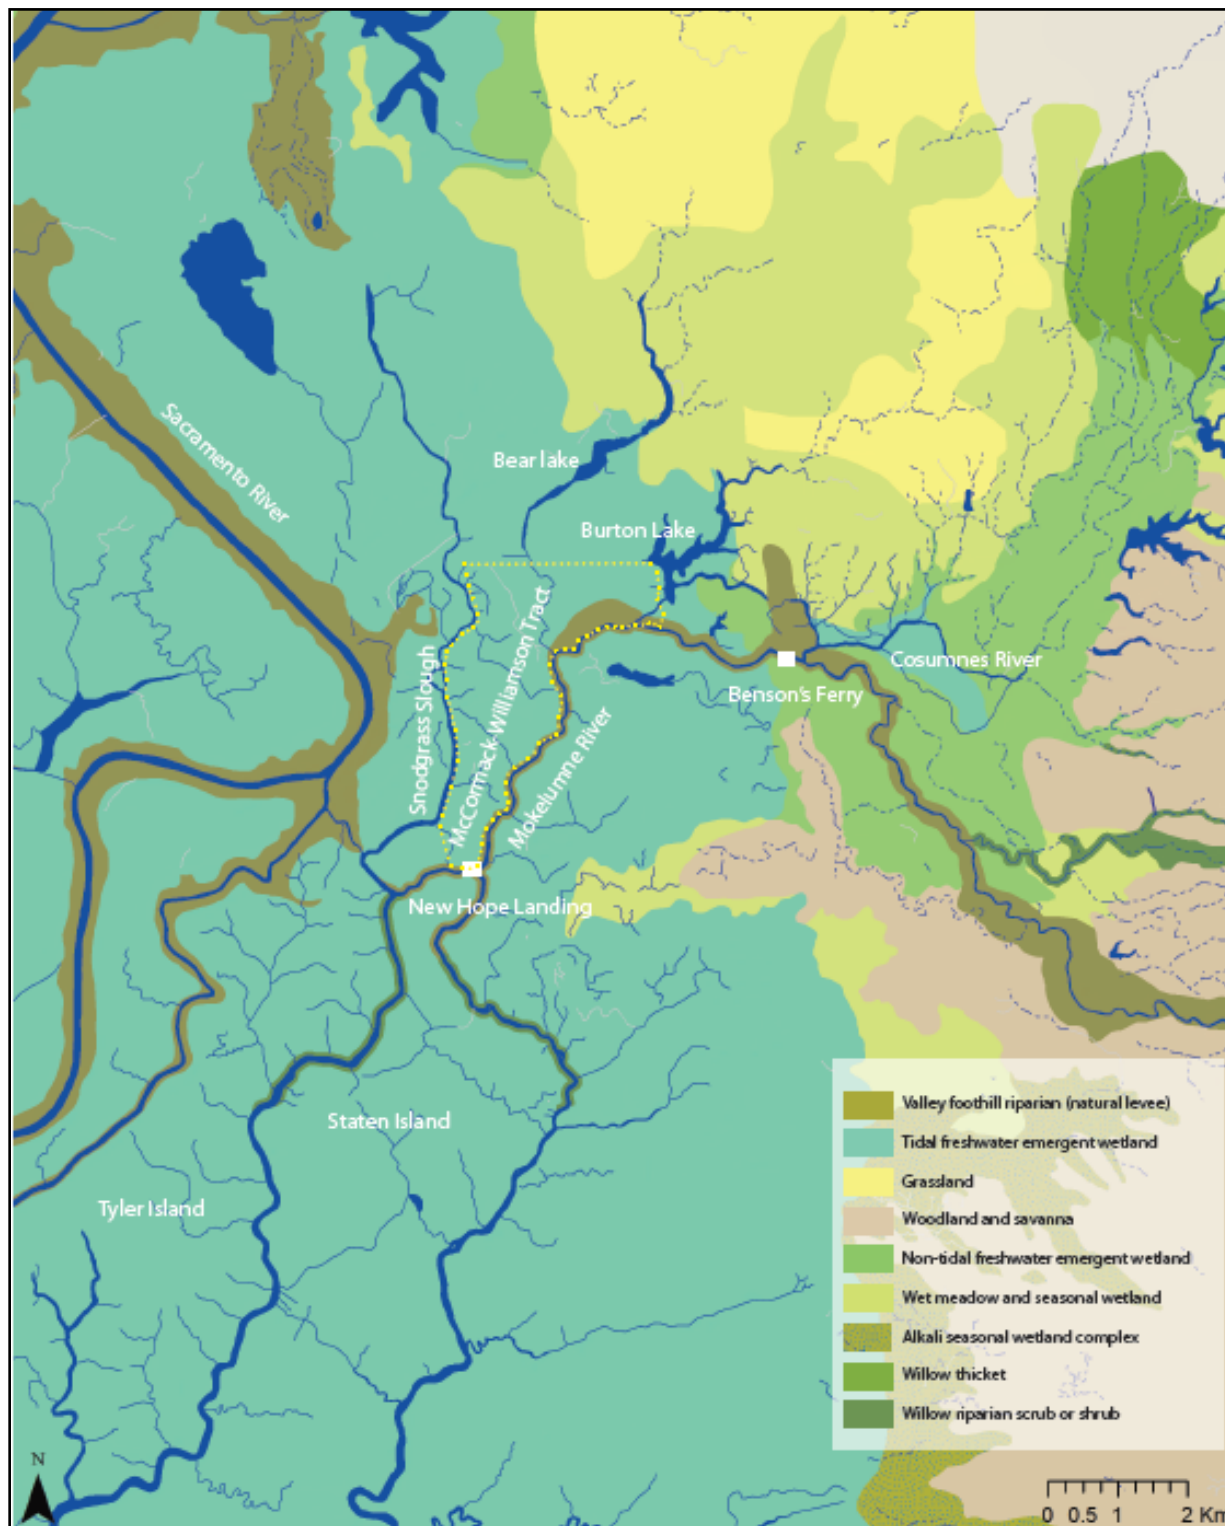 Sacramento River
Bear lake
Burton Lake
Snodgrass Slough
McCormack-Williamson Tract
Mokelumne River
Cosumnes River
Benson's Ferry
New Hope Landing
Staten Island
Tyler Island
Valley foothill riparian (natural levee)
Tidal freshwater emergent wetland
Grassland
Woodland and savanna
Non-tidal freshwater emergent wetland
Wet meadow and seasonal wetland
Alkali seasonal wetland complex
Willow thicket
Willow riparian scrub or shrub
N
0 0.5 1 2 Km